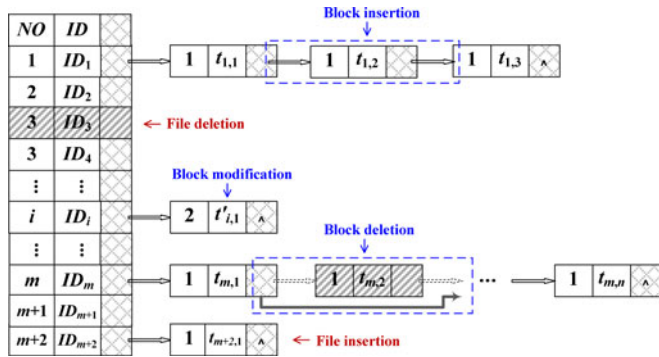 Block insertion
NO ID
1 ID1 1 t1,1 1 t1,2 1 t1,3 ^
2 ID2
3 ID3 File deletion
3 ID4
⋮ ⋮
Block modification
i IDi 2 t'i,1 ^
Block deletion
⋮ ⋮
m IDm 1 tm,1 1 tm,2 ... 1 tm,n ^
m+1 IDm+1
m+2 IDm+2 1 tm+2,1 ^ File insertion